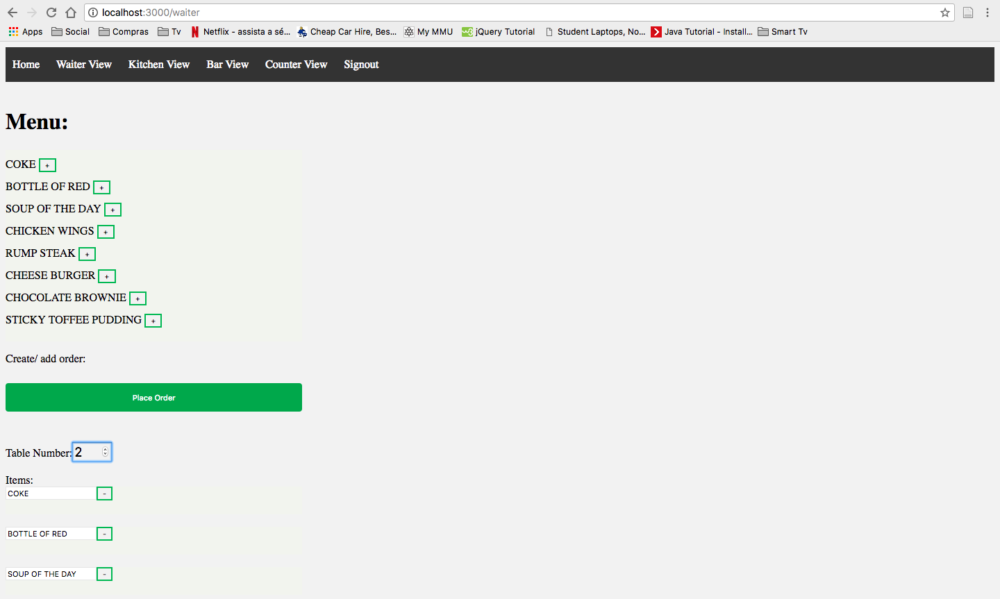 localhost:3000/waiter
Apps Social Compras Tv Netflix - assista a sé... Cheap Car Hire, Bes... My MMU jQuery Tutorial Student Laptops, No... Java Tutorial - Install... Smart Tv
Home Waiter View Kitchen View Bar View Counter View Signout
Menu:
COKE +
BOTTLE OF RED +
SOUP OF THE DAY +
CHICKEN WINGS +
RUMP STEAK +
CHEESE BURGER +
CHOCOLATE BROWNIE +
STICKY TOFFEE PUDDING +
Create/ add order:
Place Order
Table Number: 2
Items:
COKE -
BOTTLE OF RED -
SOUP OF THE DAY -